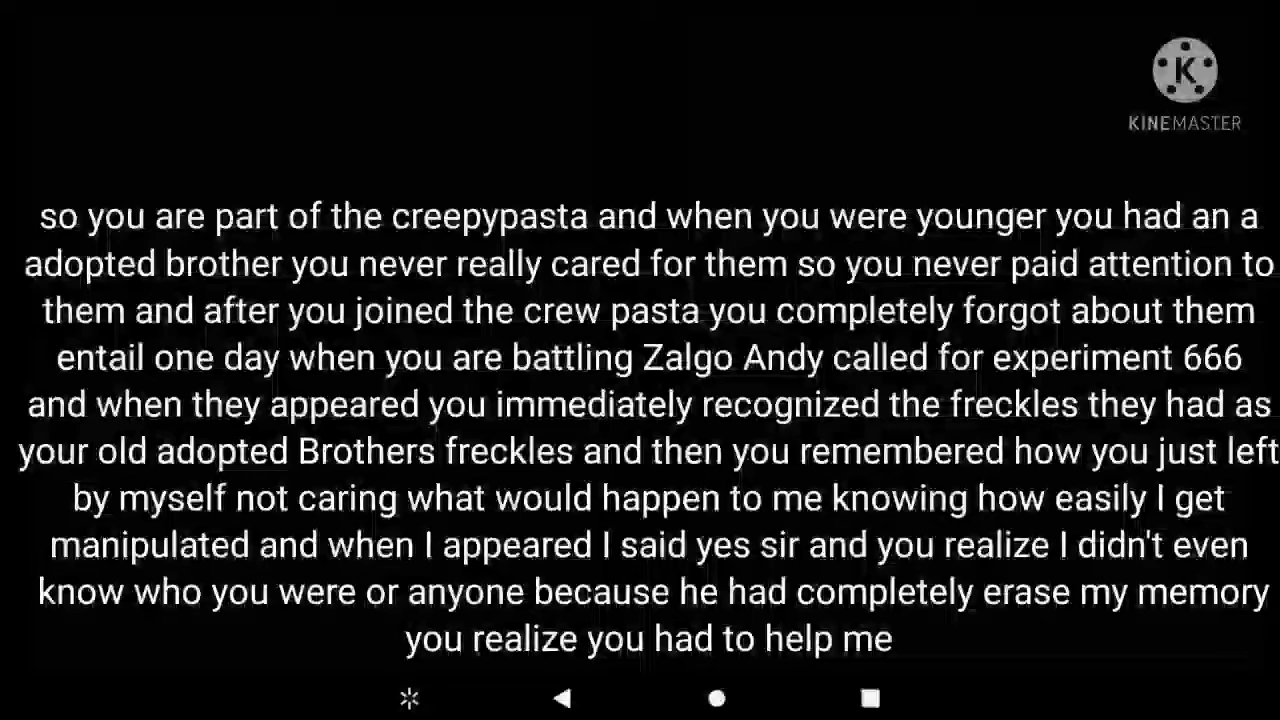 KINEMASTER
so you are part of the creepypasta and when you were younger you had an a
adopted brother you never really cared for them so you never paid attention to
them and after you joined the crew pasta you completely forgot about them
entail one day when you are battling Zalgo Andy called for experiment 666
and when they appeared you immediately recognized the freckles they had as
your old adopted Brothers freckles and then you remembered how you just left
by myself not caring what would happen to me knowing how easily I get
manipulated and when I appeared I said yes sir and you realize I didn't even
know who you were or anyone because he had completely erase my memory
you realize you had to help me